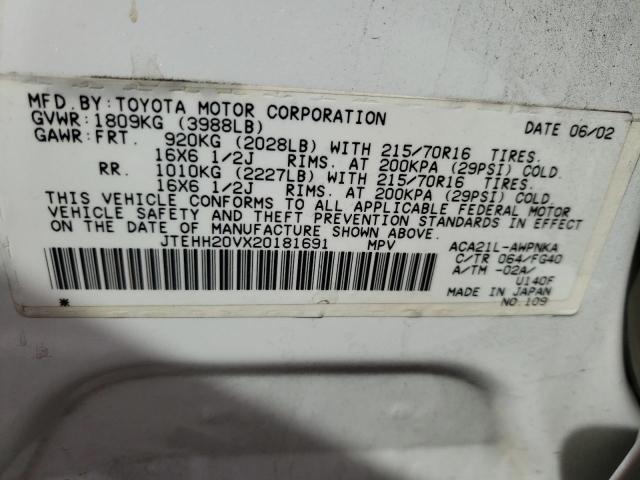 MFD.BY:TOYOTA MOTOR CORPORATION DATE 06/02
GVWR:1809KG (3988LB)
GAWR:FRT. 920KG (2028LB) WITH 215/70R16 TIRES.
16X6 1/2J RIMS. AT 200KPA (29PSI) COLD.
RR. 1010KG (2227LB) WITH 215/70R16 TIRES.
16X6 1/2J RIMS. AT 200KPA (29PSI) COLD.
THIS VEHICLE CONFORMS TO ALL APPLICABLE FEDERAL MOTOR
VEHICLE SAFETY AND THEFT PREVENTION STANDARDS IN EFFECT
ON THE DATE OF MANUFACTURE SHOWN ABOVE.
JTEHH20VX20181691 MPV ACA21L-AWPNKA
C/TR 064/FG40
A/TM -02A/
U140F
MADE IN JAPAN
* NO.109